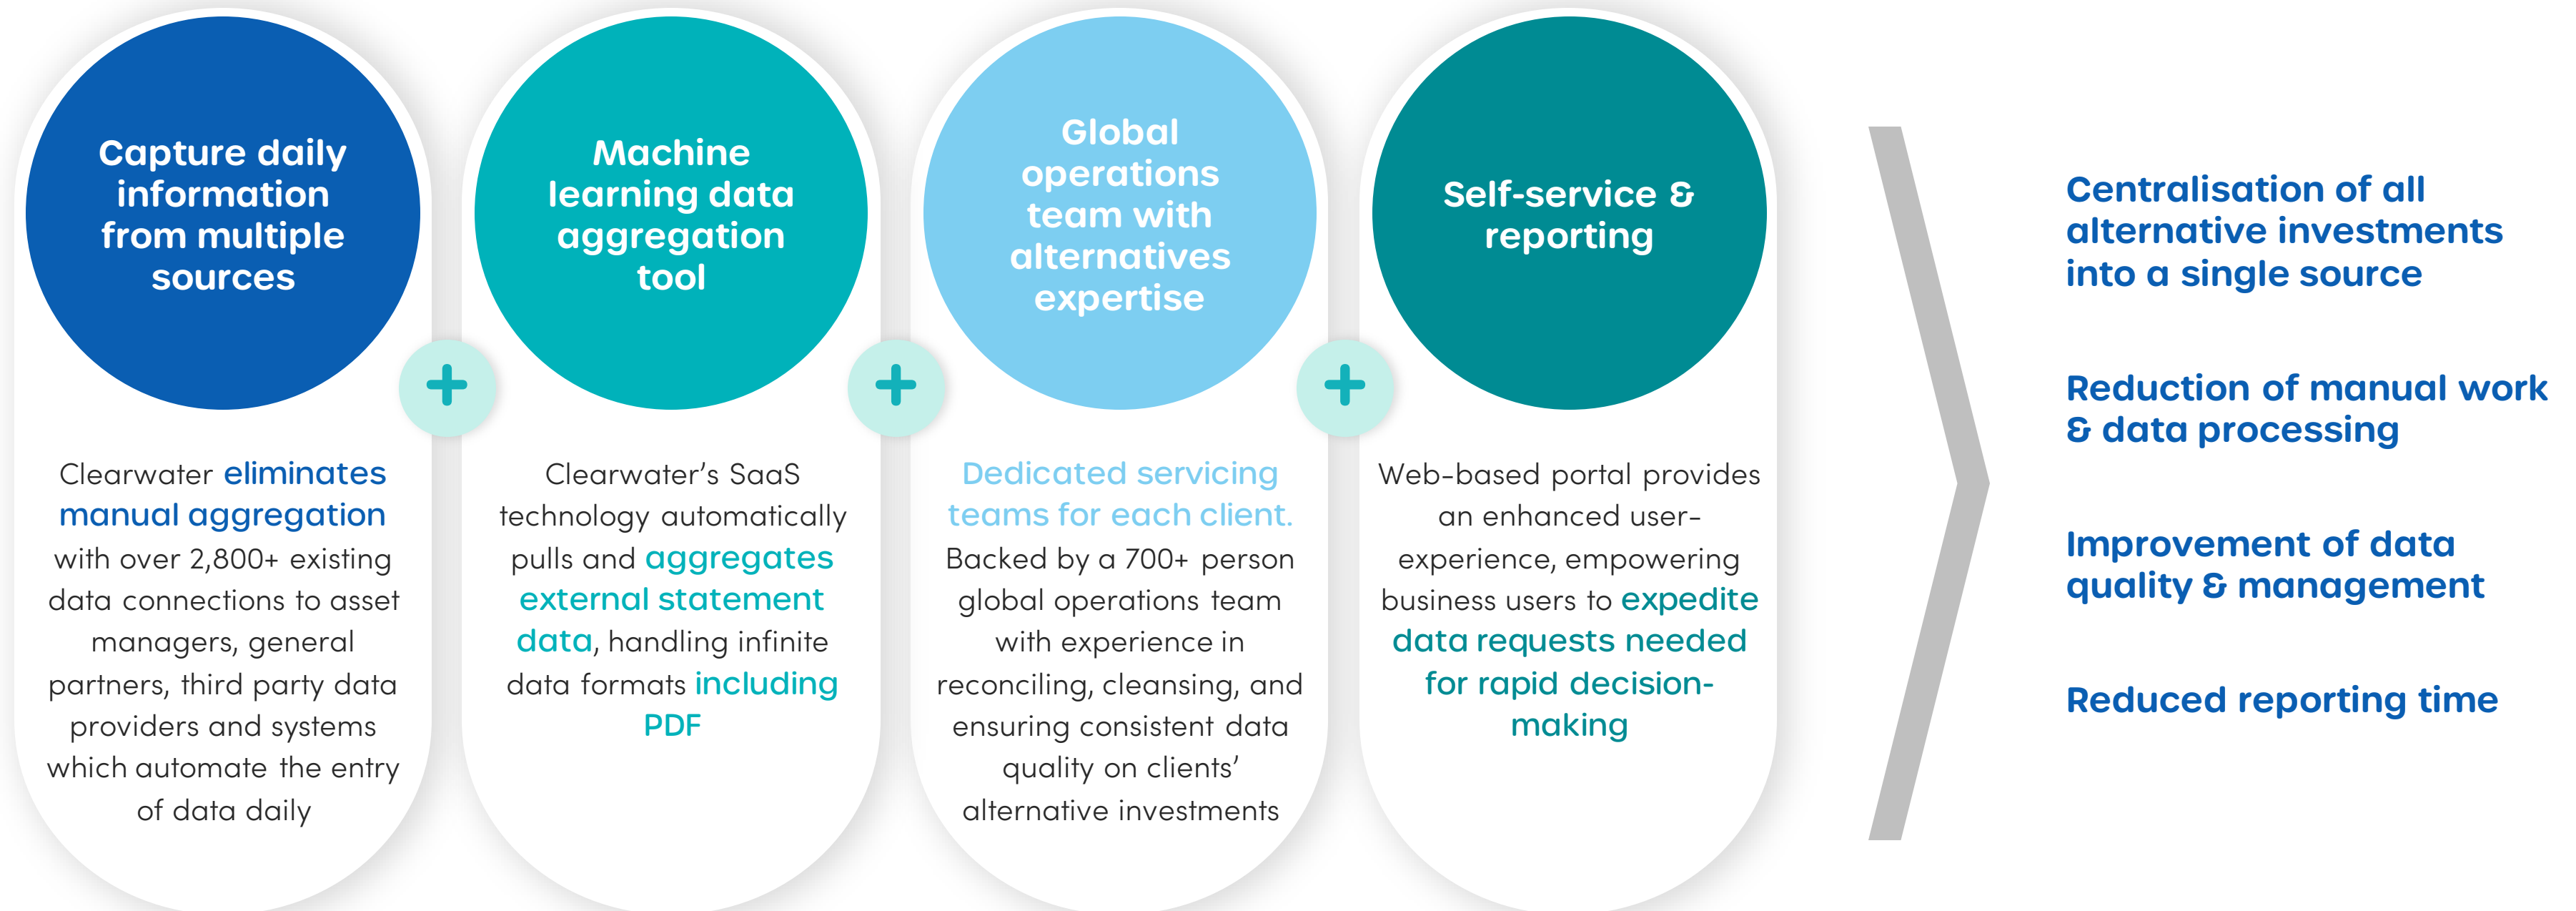 Capture daily
information
from multiple
sources
Clearwater eliminates
manual aggregation
with over 2,800+ existing
data connections to asset
managers, general
partners, third party data
providers and systems
which automate the entry
of data daily
+
Machine
learning data
aggregation
tool
Clearwater’s SaaS
technology automatically
pulls and aggregates
external statement
data, handling infinite
data formats including
PDF
+
Global
operations
team with
alternatives
expertise
Dedicated servicing
teams for each client.
Backed by a 700+ person
global operations team
with experience in
reconciling, cleansing, and
ensuring consistent data
quality on clients’
alternative investments
+
Self-service &
reporting
Web-based portal provides
an enhanced user-
experience, empowering
business users to expedite
data requests needed
for rapid decision-
making
Centralisation of all
alternative investments
into a single source
Reduction of manual work
& data processing
Improvement of data
quality & management
Reduced reporting time